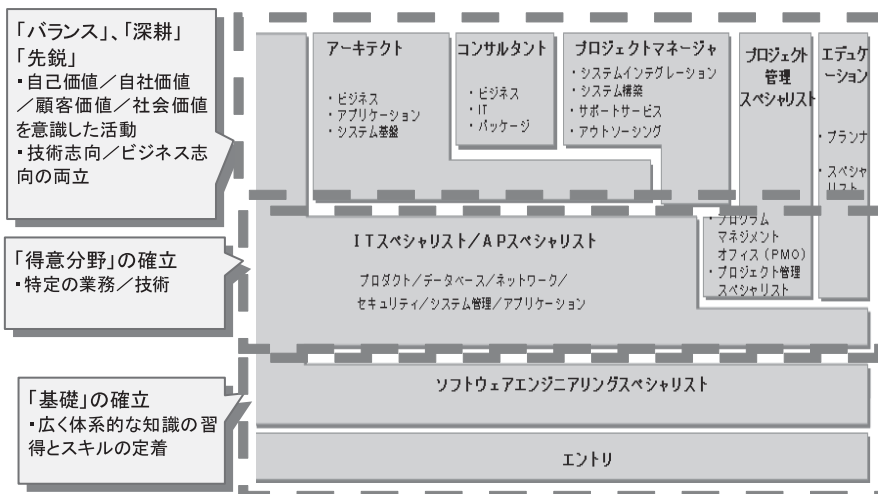 「バランス」、「深耕」
「先鋭」
・自己価値／自社価値
／顧客価値／社会価値
を意識した活動
・技術志向／ビジネス志
向の両立
「得意分野」の確立
・特定の業務／技術
「基礎」の確立
・広く体系的な知識の習
得とスキルの定着
アーキテクト
・ビジネス
・アプリケーション
・システム基盤
コンサルタント
・ビジネス
・IT
・パッケージ
プロジェクトマネージャ
・システムインテグレーション
・システム構築
・サポートサービス
・アウトソーシング
プロジェクト
管理
スペシャリスト
・プログラム
マネジメント
オフィス（PMO）
・プロジェクト管理
スペシャリスト
エデュケ
ーション
・プランナ
・スペシャ
リスト
ITスペシャリスト／APスペシャリスト
プロダクト／データベース／ネットワーク／
セキュリティ／システム管理／アプリケーション
ソフトウェアエンジニアリングスペシャリスト
エントリ